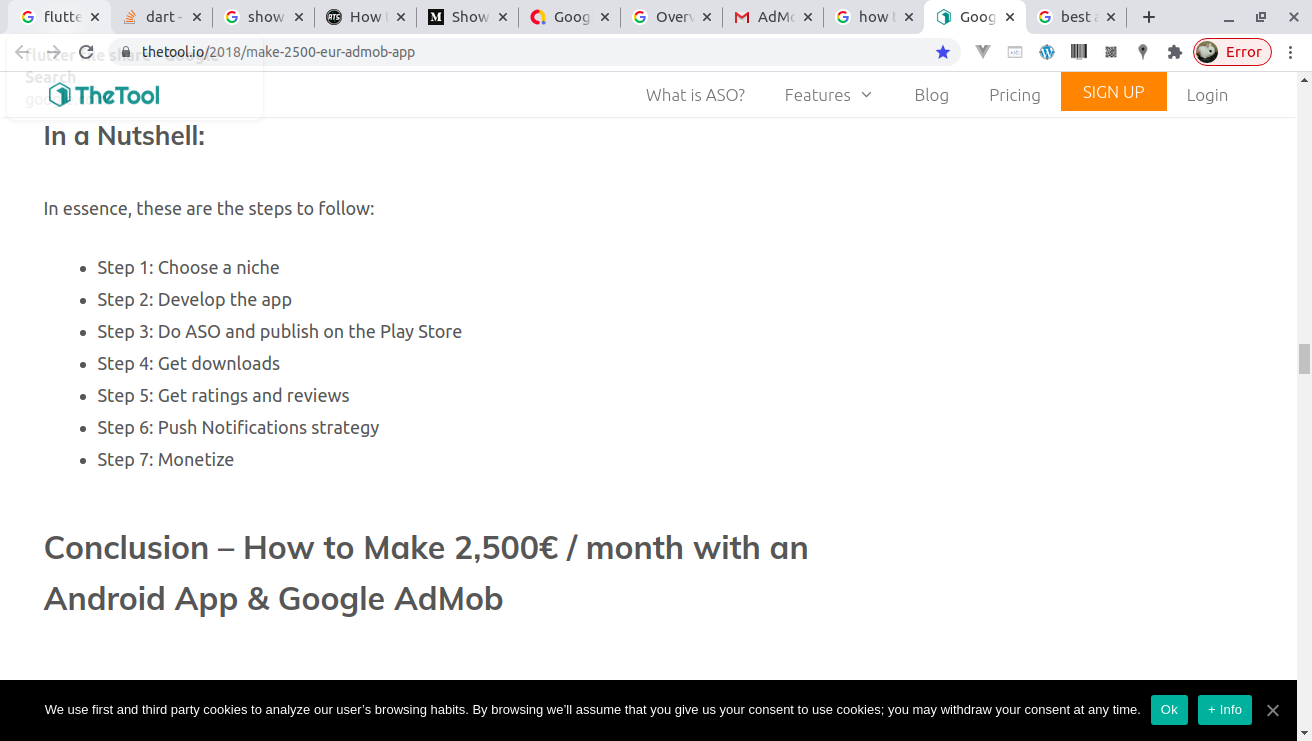 flutte
dart -
show
How
Show
Goog
Overv
AdMo
how t
Goog
best a
thetool.io/2018/make-2500-eur-admob-app
Error
flutter file share - Google
Search
TheTool
What is ASO?
Features
Blog
Pricing
SIGN UP
Login
In a Nutshell:
In essence, these are the steps to follow:
• Step 1: Choose a niche
• Step 2: Develop the app
• Step 3: Do ASO and publish on the Play Store
• Step 4: Get downloads
• Step 5: Get ratings and reviews
• Step 6: Push Notifications strategy
• Step 7: Monetize
Conclusion – How to Make 2,500€ / month with an
Android App & Google AdMob
We use first and third party cookies to analyze our user's browsing habits. By browsing we'll assume that you give us your consent to use cookies; you may withdraw your consent at any time.
Ok
+ Info